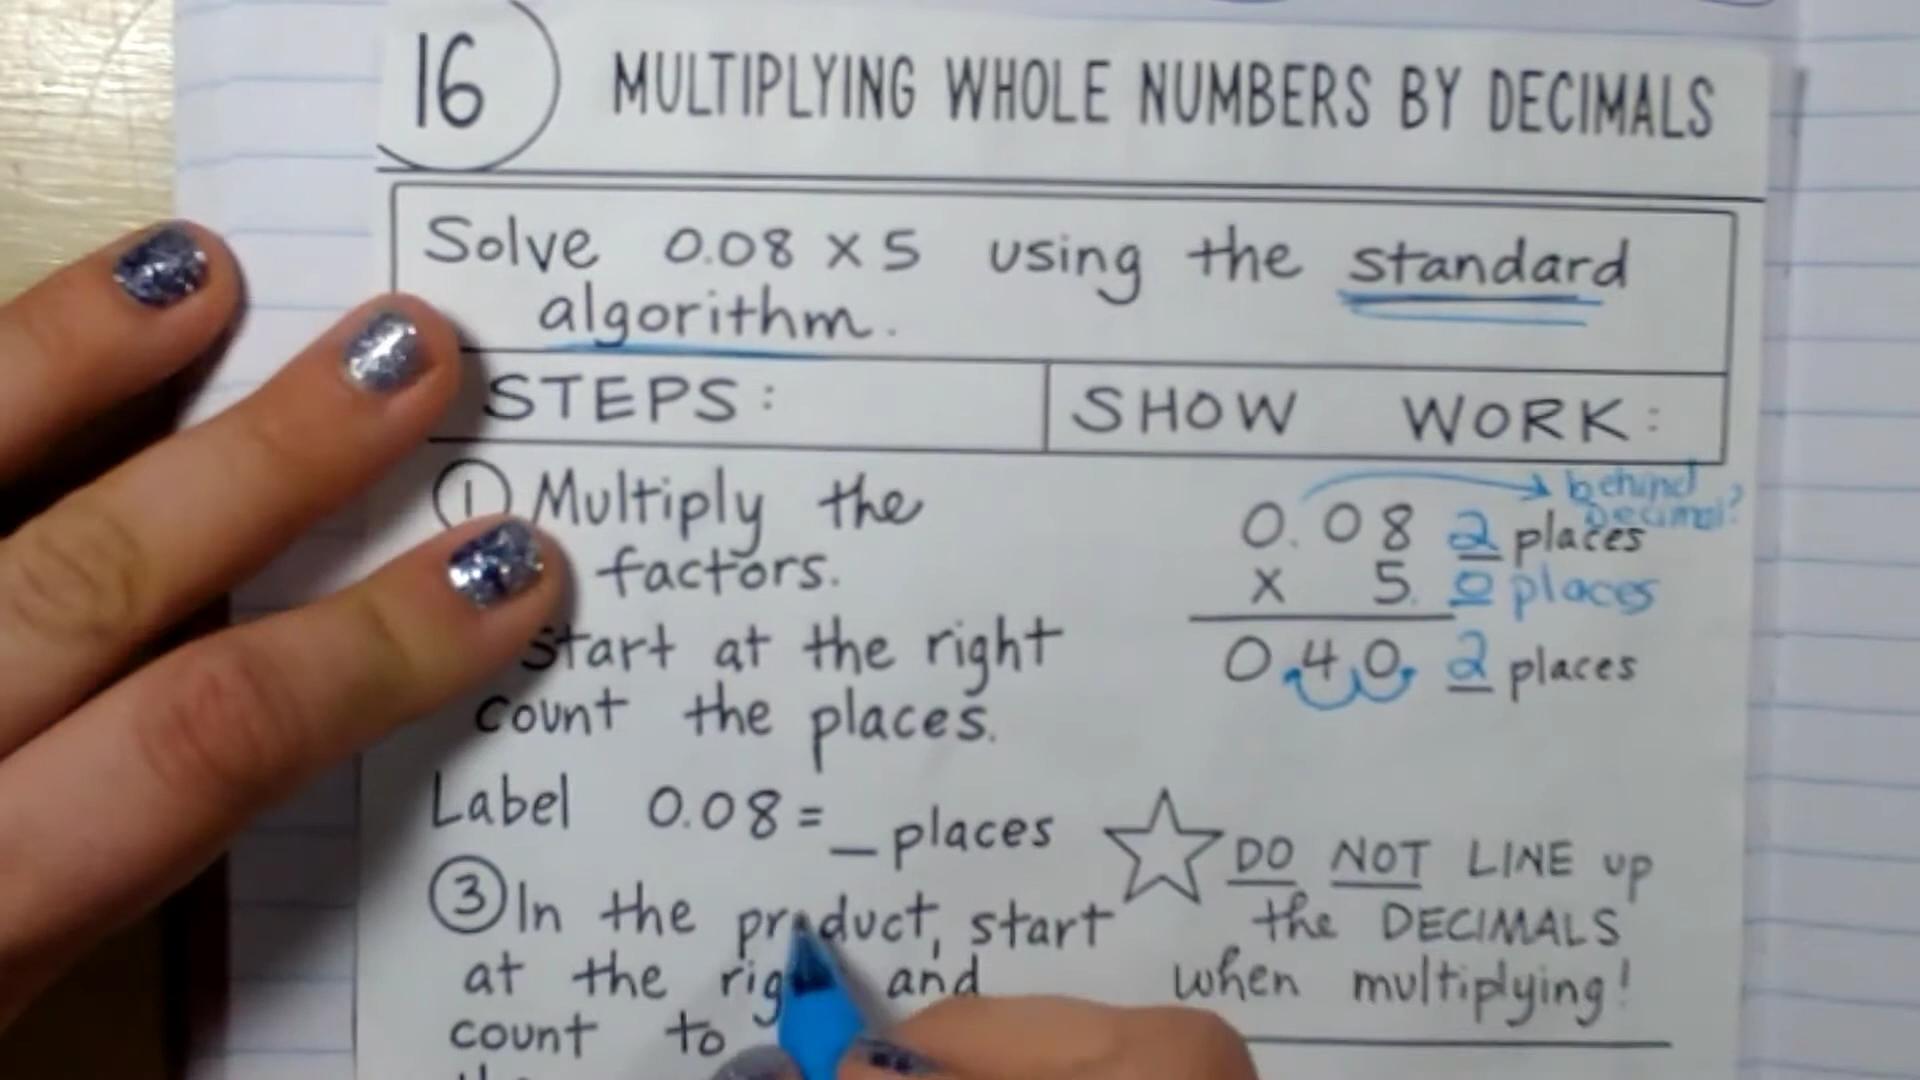 16 MULTIPLYING WHOLE NUMBERS BY DECIMALS
Solve 0.08 x 5 using the standard
algorithm.
STEPS:
SHOW WORK:
1 Multiply the
factors.
start at the right
count the places.
Label 0.08 = _ places
3 In the product, start
at the and
count to
behind
Decimal?
0.08 2 places
x 5. 0 places
0.40 2 places
DO NOT LINE up
the DECIMALS
when multiplying!